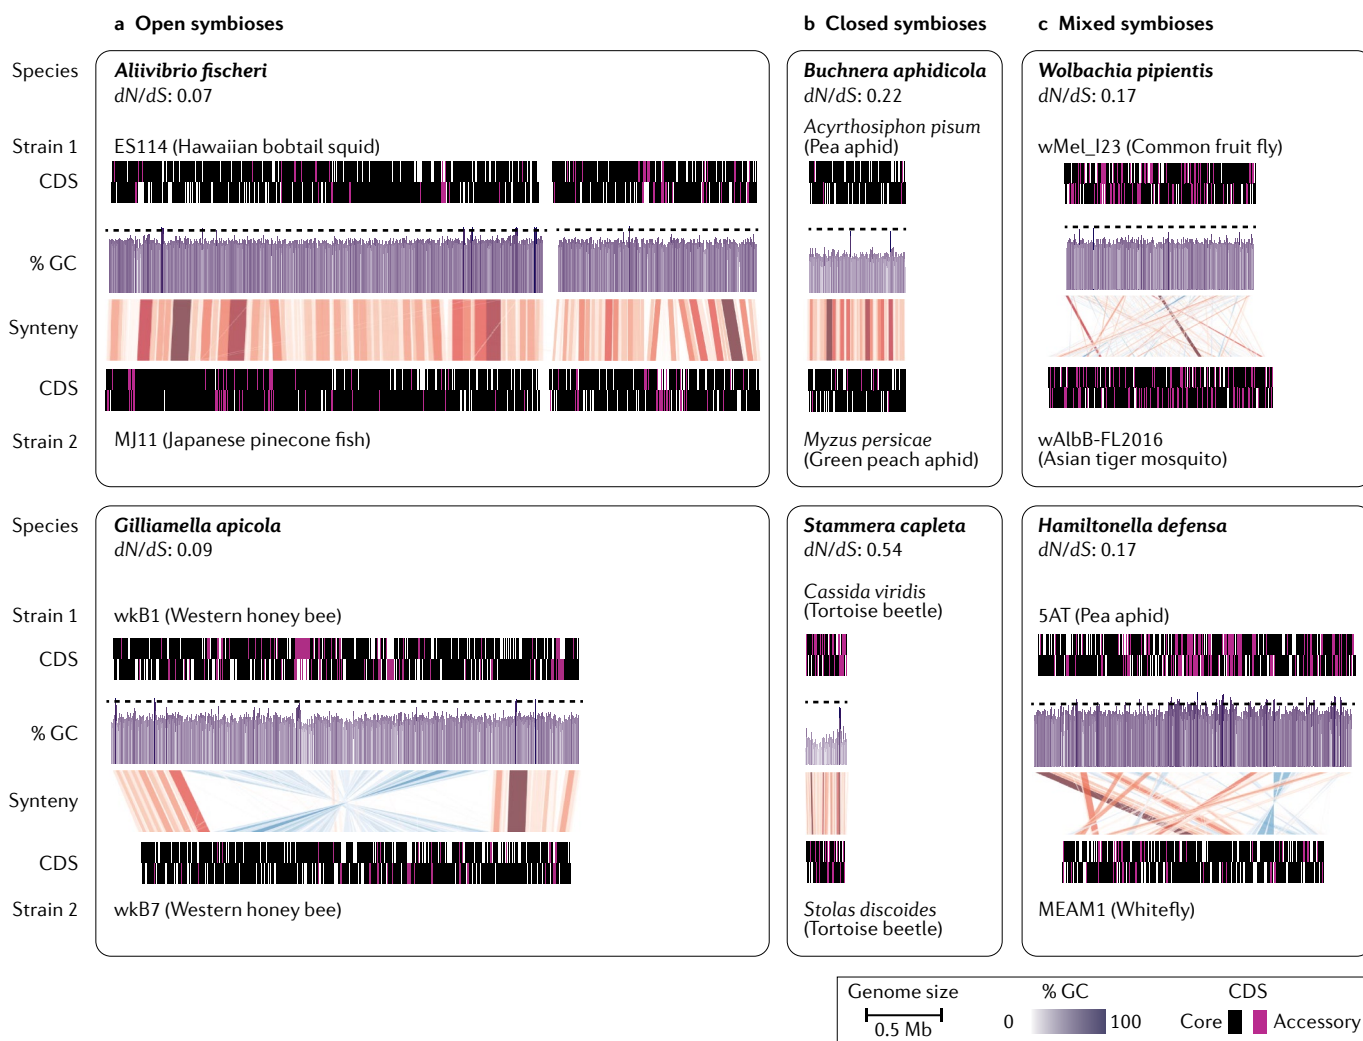 a Open symbioses
b Closed symbioses
c Mixed symbioses
Species
Aliivibrio fischeri
dN/dS: 0.07
Buchnera aphidicola
dN/dS: 0.22
Wolbachia pipientis
dN/dS: 0.17
Strain 1
ES114 (Hawaiian bobtail squid)
Acyrthosiphon pisum
(Pea aphid)
wMel_I23 (Common fruit fly)
CDS
% GC
Synteny
CDS
Strain 2
MJ11 (Japanese pinecone fish)
Myzus persicae
(Green peach aphid)
wAlbB-FL2016
(Asian tiger mosquito)
Species
Gilliamella apicola
dN/dS: 0.09
Stammera capleta
dN/dS: 0.54
Hamiltonella defensa
dN/dS: 0.17
Strain 1
wkB1 (Western honey bee)
Cassida viridis
(Tortoise beetle)
5AT (Pea aphid)
CDS
% GC
Synteny
CDS
Strain 2
wkB7 (Western honey bee)
Stolas discoides
(Tortoise beetle)
MEAM1 (Whitefly)
Genome size
0.5 Mb
% GC
0 100
CDS
Core Accessory